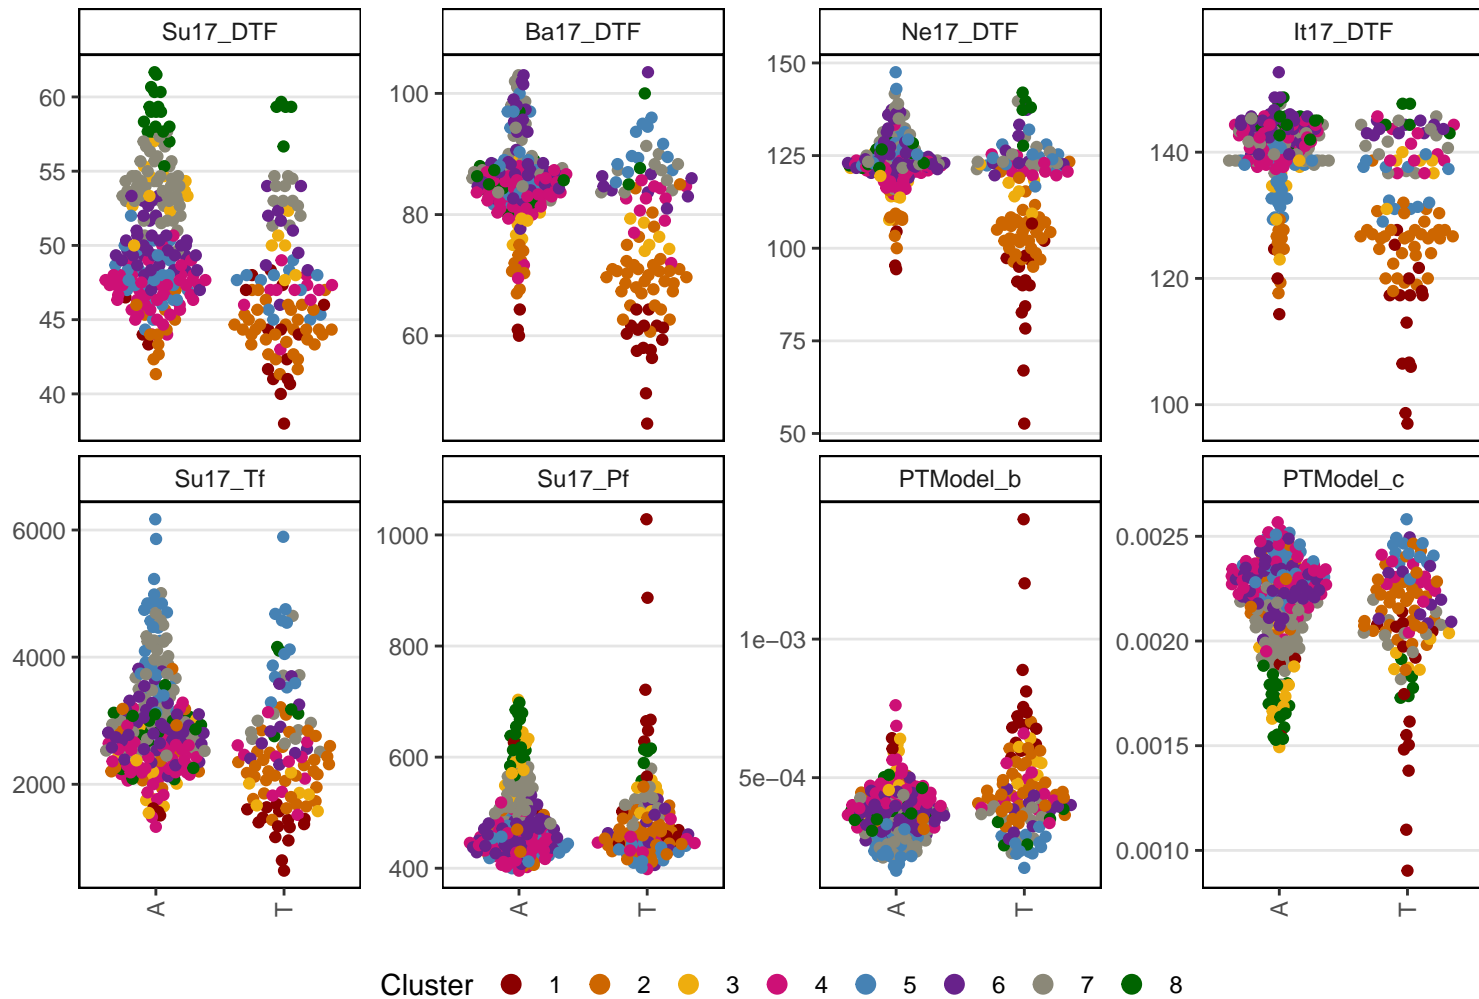 Su17_DTF Ba17_DTF Ne17_DTF It17_DTF
60 55 50 45 40
100 80 60
150 125 100 75 50
140 120 100
Su17_Tf Su17_Pf PTModel_b PTModel_c
6000 4000 2000
1000 800 600 400
1e−03 5e−04
0.0025 0.0020 0.0015 0.0010
A T A T A T A T
Cluster 1 2 3 4 5 6 7 8